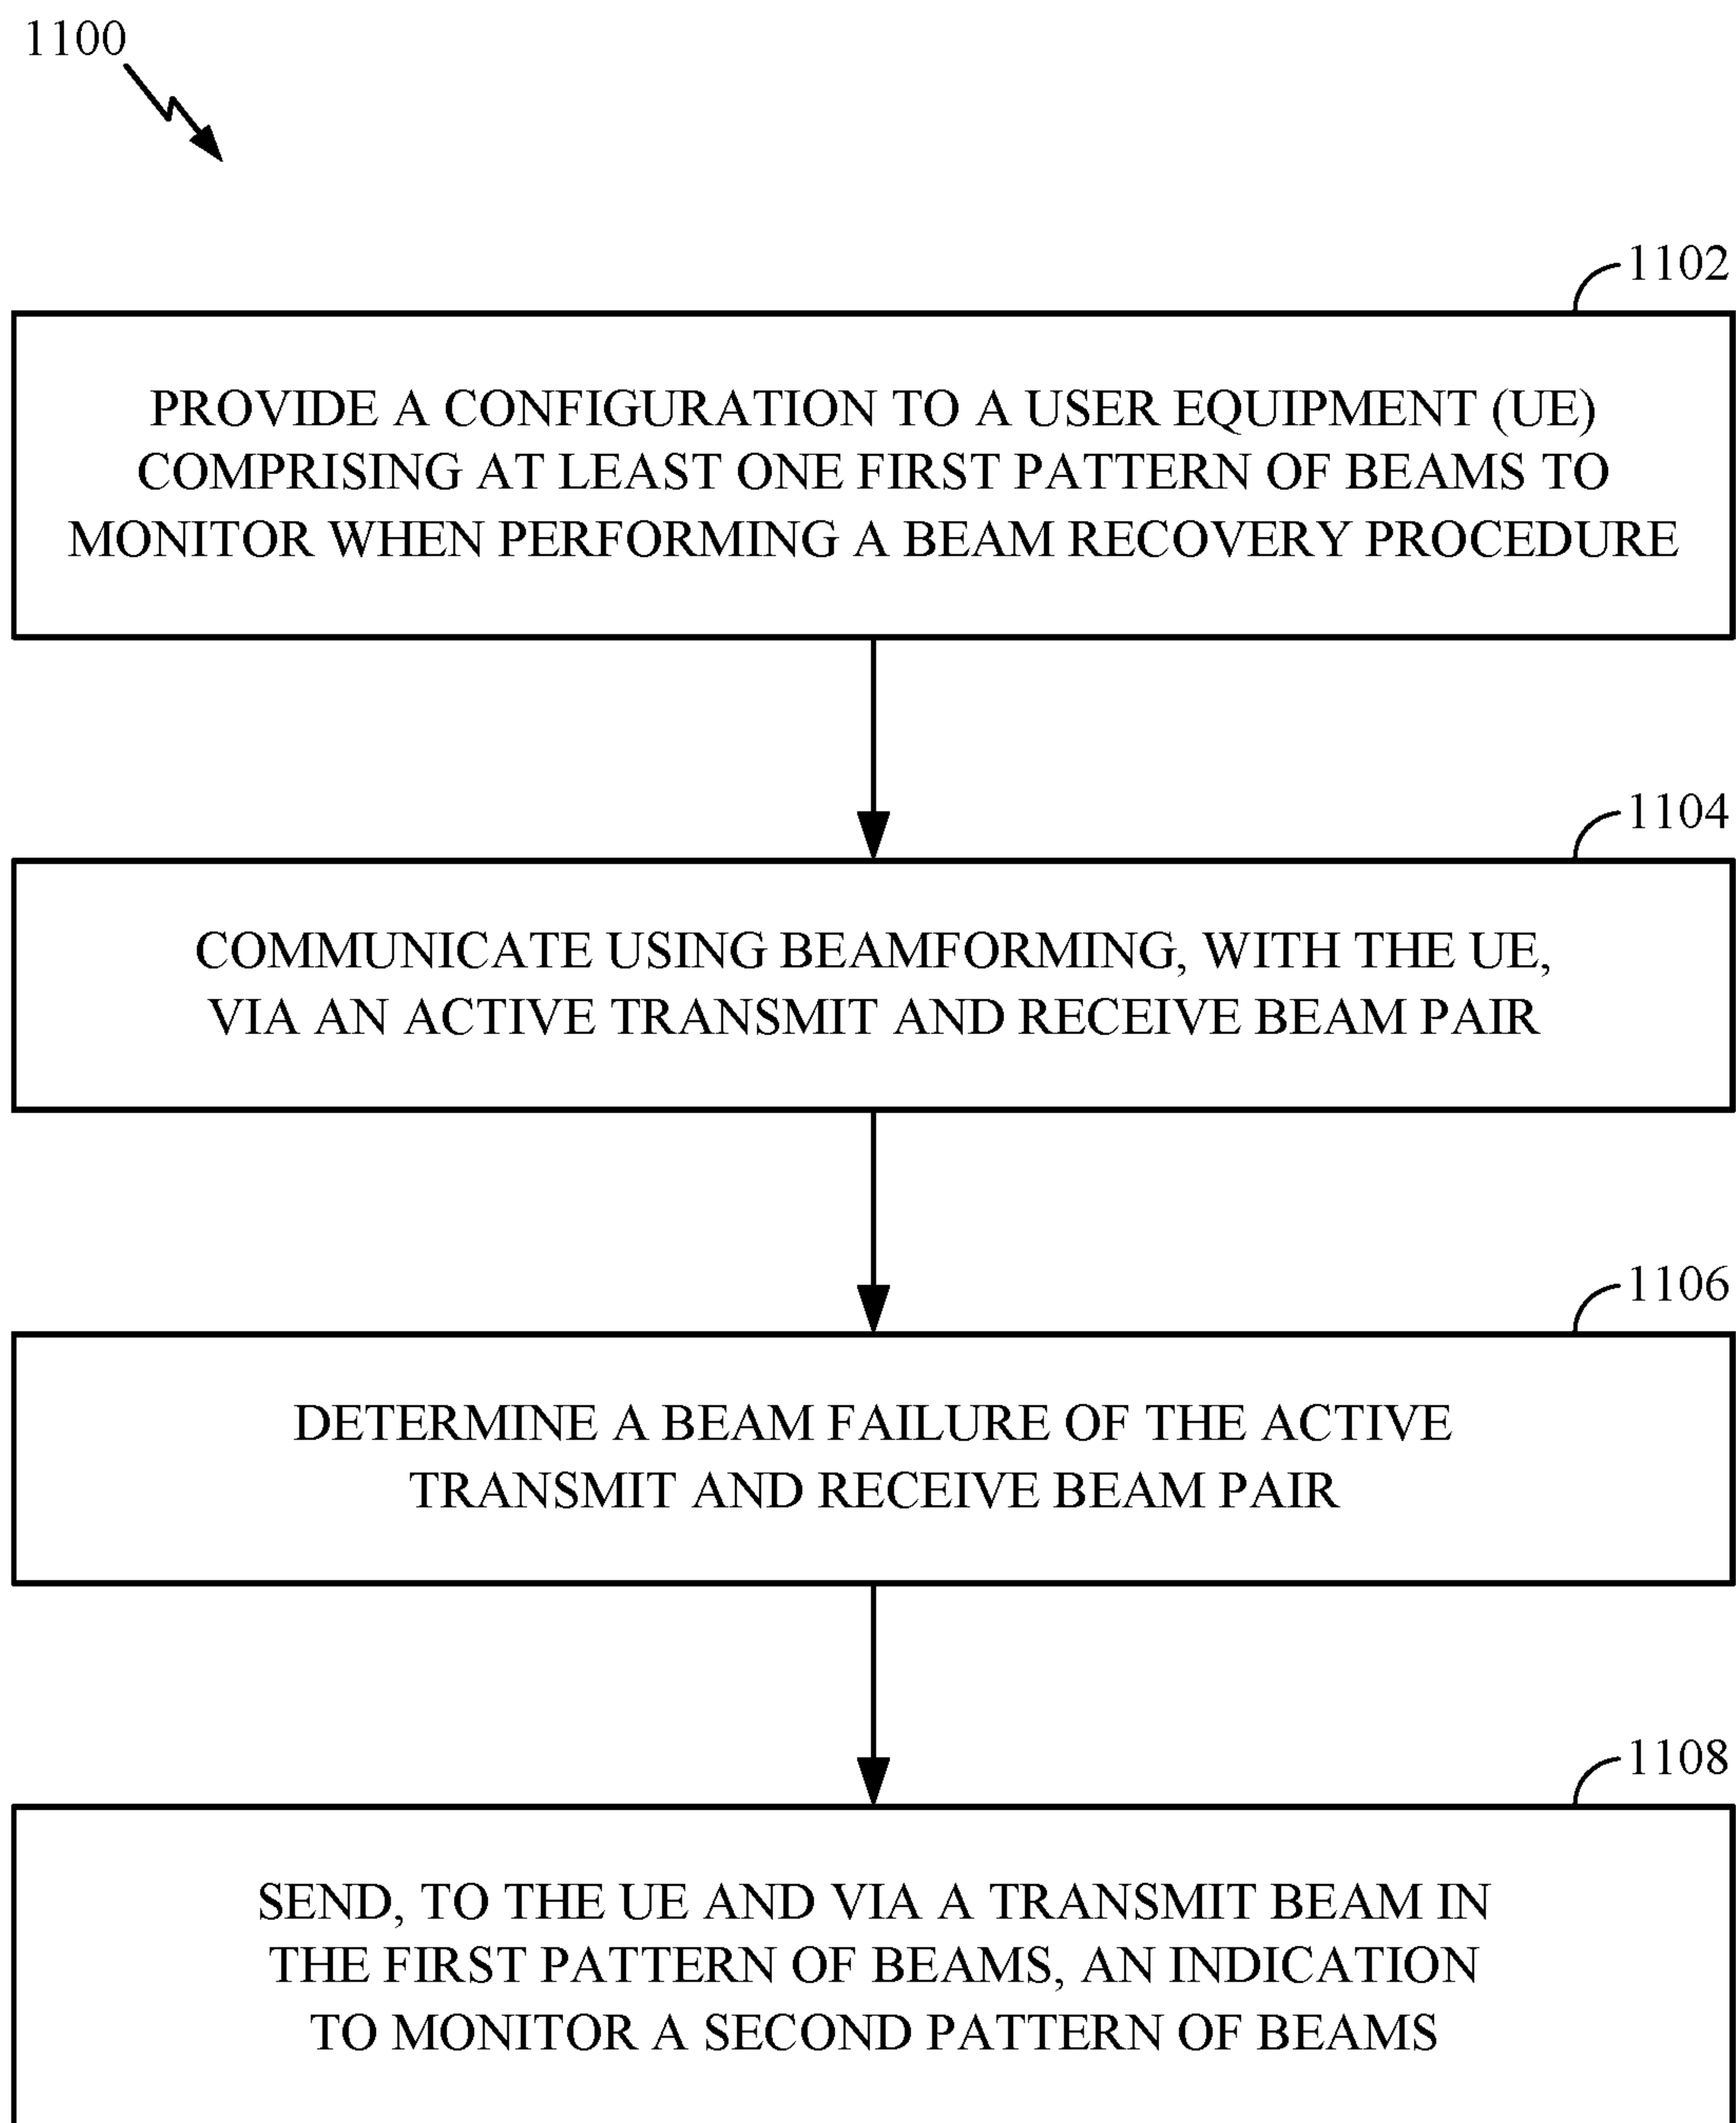 1100
1102
PROVIDE A CONFIGURATION TO A USER EQUIPMENT (UE)
COMPRISING AT LEAST ONE FIRST PATTERN OF BEAMS TO
MONITOR WHEN PERFORMING A BEAM RECOVERY PROCEDURE
1104
COMMUNICATE USING BEAMFORMING, WITH THE UE,
VIA AN ACTIVE TRANSMIT AND RECEIVE BEAM PAIR
1106
DETERMINE A BEAM FAILURE OF THE ACTIVE
TRANSMIT AND RECEIVE BEAM PAIR
1108
SEND, TO THE UE AND VIA A TRANSMIT BEAM IN
THE FIRST PATTERN OF BEAMS, AN INDICATION
TO MONITOR A SECOND PATTERN OF BEAMS